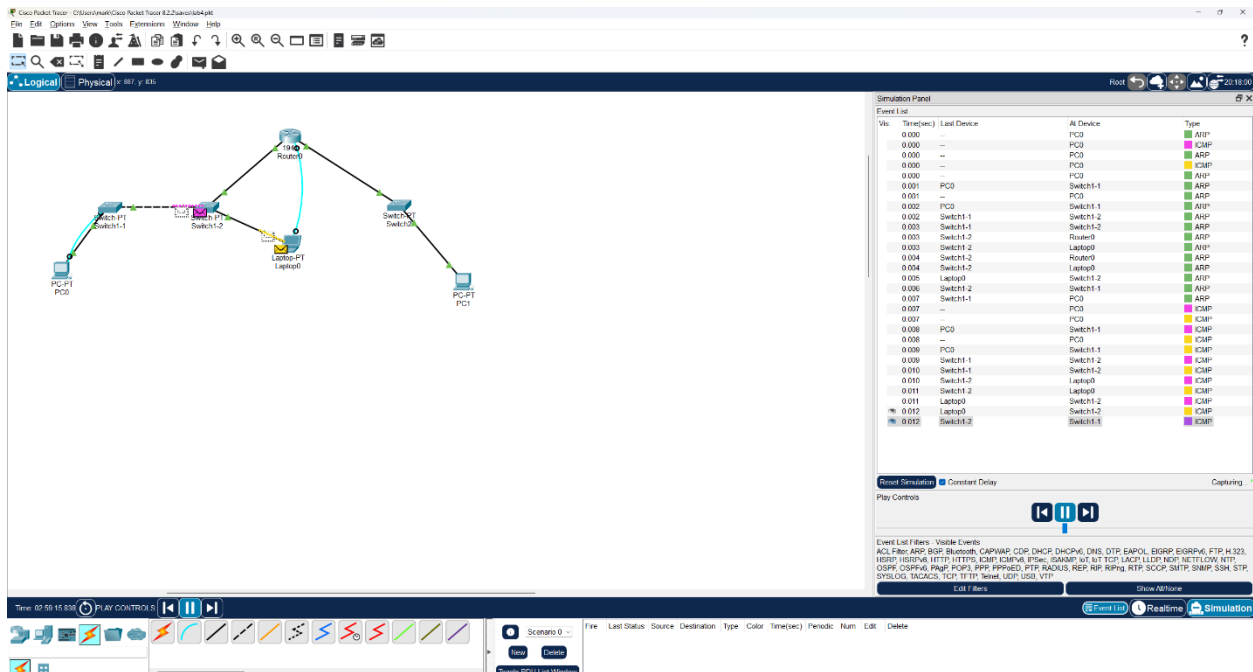 Cisco Packet Tracer - C:\Users\mark\Cisco Packet Tracer 8.2.2\saves\lab4.pkt
File Edit Options View Tools Extensions Window Help
?
Logical Physical x: 887, y: 835
Root 20:18:00
Simulation Panel
Event List
Vis. Time(sec) Last Device At Device Type
0.000 -- PC0 ARP
0.000 -- PC0 ICMP
0.000 -- PC0 ARP
0.000 -- PC0 ICMP
0.000 -- PC0 ARP
0.001 PC0 Switch1-1 ARP
0.001 -- PC0 ARP
0.002 PC0 Switch1-1 ARP
0.002 Switch1-1 Switch1-2 ARP
0.003 Switch1-1 Switch1-2 ARP
0.003 Switch1-2 Router0 ARP
0.003 Switch1-2 Laptop0 ARP
0.004 Switch1-2 Router0 ARP
0.004 Switch1-2 Laptop0 ARP
0.005 Laptop0 Switch1-2 ARP
0.006 Switch1-2 Switch1-1 ARP
0.007 Switch1-1 PC0 ARP
0.007 -- PC0 ICMP
0.007 -- PC0 ICMP
0.008 PC0 Switch1-1 ICMP
0.008 -- PC0 ICMP
0.009 PC0 Switch1-1 ICMP
0.009 Switch1-1 Switch1-2 ICMP
0.010 Switch1-1 Switch1-2 ICMP
0.010 Switch1-2 Laptop0 ICMP
0.011 Switch1-2 Laptop0 ICMP
0.011 Laptop0 Switch1-2 ICMP
0.012 Laptop0 Switch1-2 ICMP
0.012 Switch1-2 Switch1-1 ICMP
Router0
Switch-PT
Switch1-1
Switch-PT
Switch1-2
Switch-PT
Laptop-PT
Laptop0
PC-PT
PC0
PC-PT
PC1
Reset Simulation Constant Delay Capturing...
Play Controls
Event List Filters - Visible Events
ACL Filter, ARP, BGP, Bluetooth, CAPWAP, CDP, DHCP, DHCPv6, DNS, DTP, EAPOL, EIGRP, EIGRPv6, FTP, H.323,
HSRP, HSRPv6, HTTP, HTTPS, ICMP, ICMPv6, IPSec, ISAKMP, IoT, IoT TCP, LACP, LLDP, NDP, NETFLOW, NTP,
OSPF, OSPFv6, PAgP, POP3, PPP, PPPoED, PTP, RADIUS, REP, RIP, RIPng, RTP, SCCP, SMTP, SNMP, SSH, STP,
SYSLOG, TACACS, TCP, TFTP, Telnet, UDP, USB, VTP
Edit Filters Show All/None
Time: 02:59:15.838 PLAY CONTROLS: Event List Realtime Simulation
Scenario 0
New Delete
Toggle PDU List Window
Fire Last Status Source Destination Type Color Time(sec) Periodic Num Edit Delete